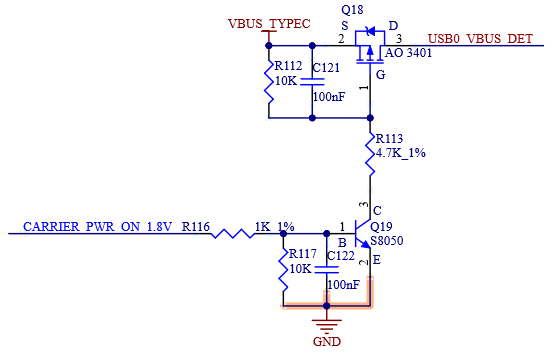 Q18
VBUS_TYPEC
S
D
2
3
USB0_VBUS_DET
R112
10K
C121
100nF
AO 3401
G
1
R113
4.7K_1%
3
C
CARRIER_PWR_ON_1.8V
R116
1K_1%
1
B
Q19
S8050
R117
10K
C122
100nF
2
E
GND